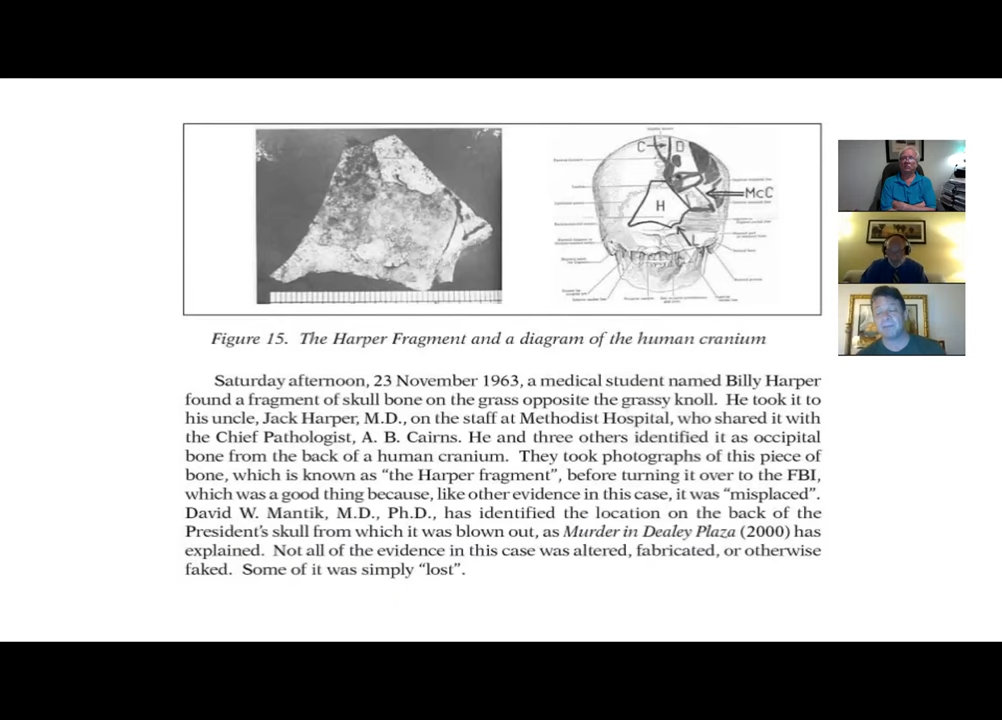 C
D
H
McC
L
Figure 15. The Harper Fragment and a diagram of the human cranium
Saturday afternoon, 23 November 1963, a medical student named Billy Harper
found a fragment of skull bone on the grass opposite the grassy knoll. He took it to
his uncle, Jack Harper, M.D., on the staff at Methodist Hospital, who shared it with
the Chief Pathologist, A. B. Cairns. He and three others identified it as occipital
bone from the back of a human cranium. They took photographs of this piece of
bone, which is known as “the Harper fragment”, before turning it over to the FBI,
which was a good thing because, like other evidence in this case, it was “misplaced”.
David W. Mantik, M.D., Ph.D., has identified the location on the back of the
President’s skull from which it was blown out, as Murder in Dealey Plaza (2000) has
explained. Not all of the evidence in this case was altered, fabricated, or otherwise
faked. Some of it was simply “lost”.